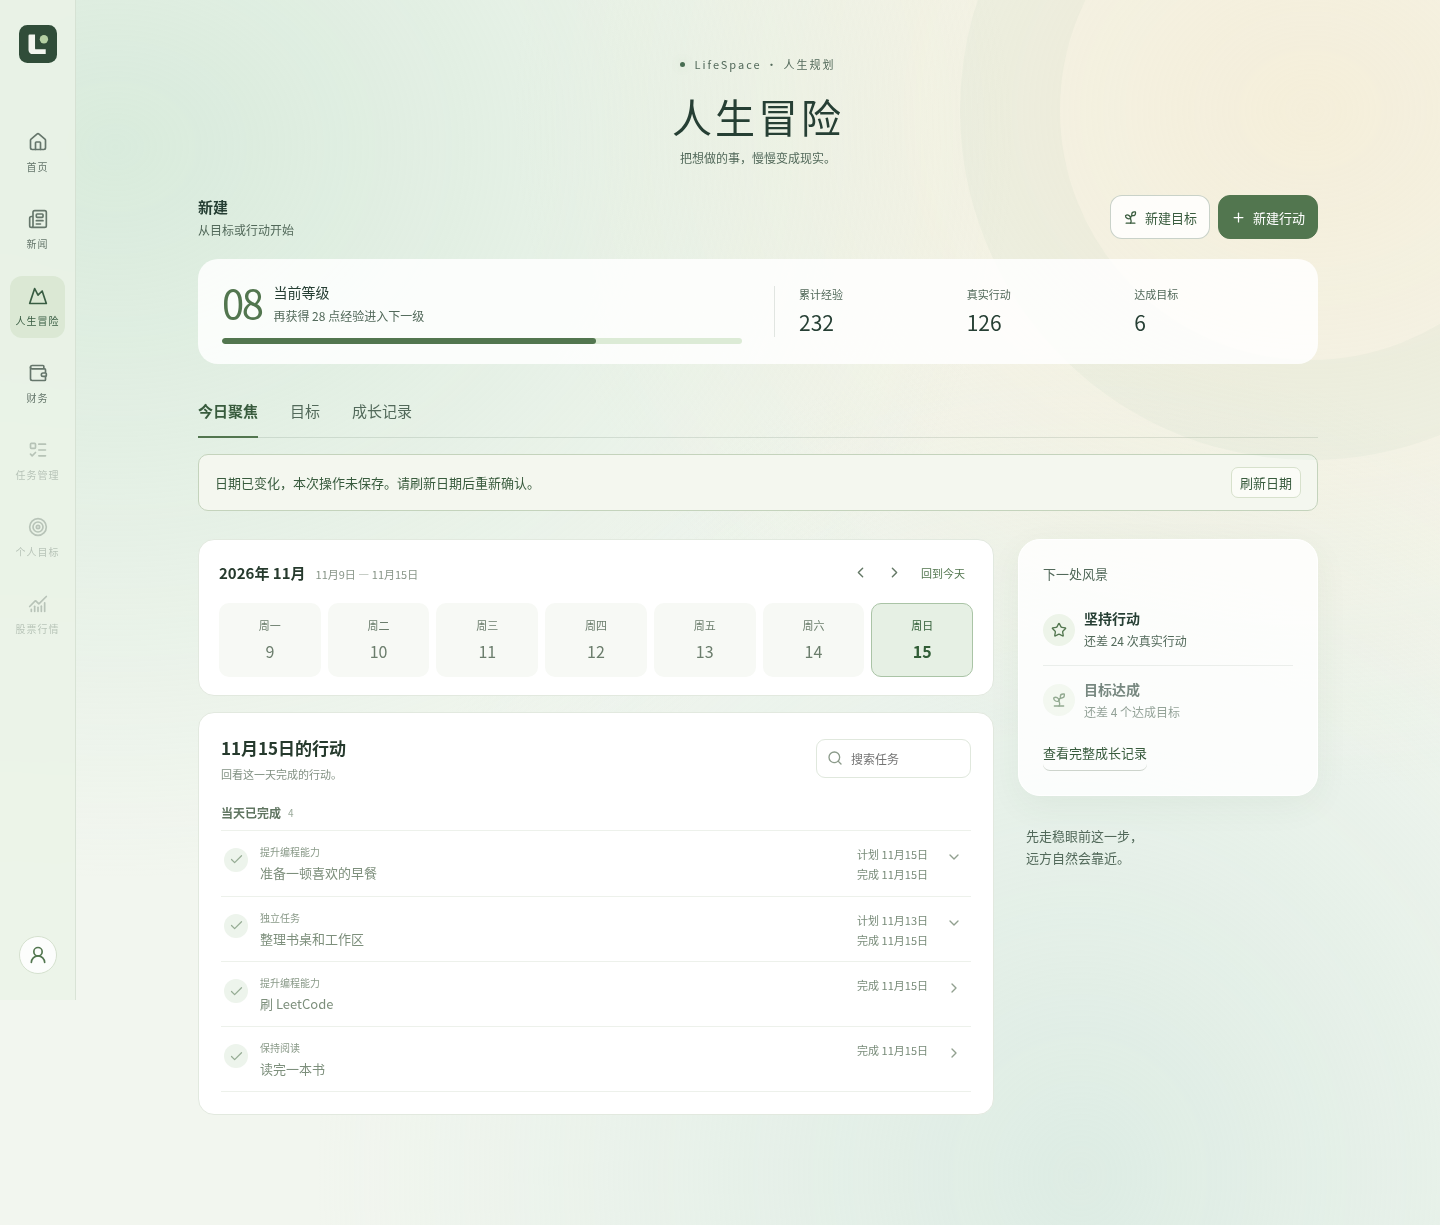 首页
新闻
人生冒险
财务
任务管理
个人目标
股票行情
LifeSpace · 人生规划
人生冒险
把想做的事，慢慢变成现实。
新建
从目标或行动开始
新建目标
新建行动
08
当前等级
再获得 28 点经验进入下一级
累计经验
232
真实行动
126
达成目标
6
今日聚焦
目标
成长记录
日期已变化，本次操作未保存。请刷新日期后重新确认。
刷新日期
2026年 11月
11月9日 — 11月15日
回到今天
周一
9
周二
10
周三
11
周四
12
周五
13
周六
14
周日
15
11月15日的行动
回看这一天完成的行动。
搜索任务
当天已完成 4
提升编程能力
准备一顿喜欢的早餐
计划 11月15日
完成 11月15日
独立任务
整理书桌和工作区
计划 11月13日
完成 11月15日
提升编程能力
刷 LeetCode
完成 11月15日
保持阅读
读完一本书
完成 11月15日
下一处风景
坚持行动
还差 24 次真实行动
目标达成
还差 4 个达成目标
查看完整成长记录
先走稳眼前这一步，
远方自然会靠近。